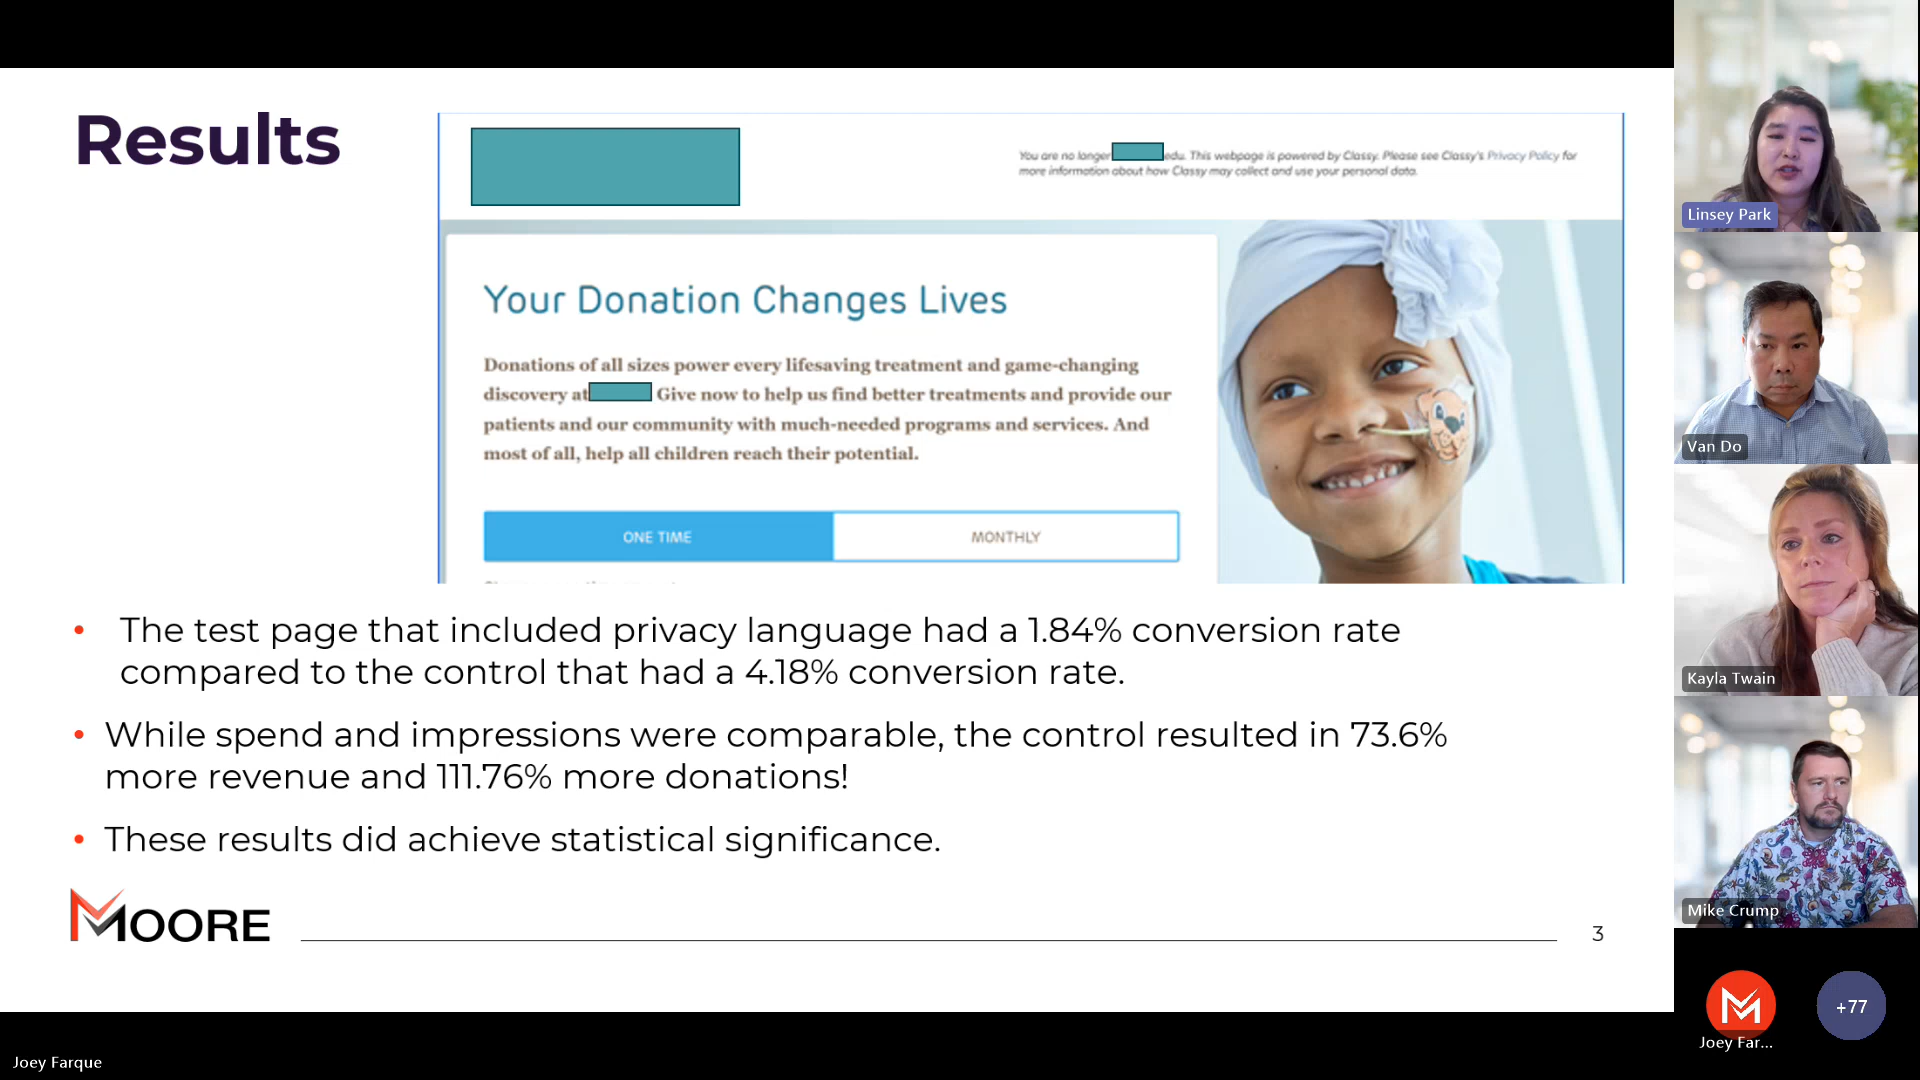 Results
You are no longer edu. This webpage is powered by Classy. Please see Classy's Privacy Policy for
more information about how Classy may collect and use your personal data.
Your Donation Changes Lives
Donations of all sizes power every lifesaving treatment and game-changing
discovery at Give now to help us find better treatments and provide our
patients and our community with much-needed programs and services. And
most of all, help all children reach their potential.
ONE TIME MONTHLY
• The test page that included privacy language had a 1.84% conversion rate
compared to the control that had a 4.18% conversion rate.
• While spend and impressions were comparable, the control resulted in 73.6%
more revenue and 111.76% more donations!
• These results did achieve statistical significance.
MOORE
3
Linsey Park
Van Do
Kayla Twain
Mike Crump
+77
Joey Far...
Joey Farque